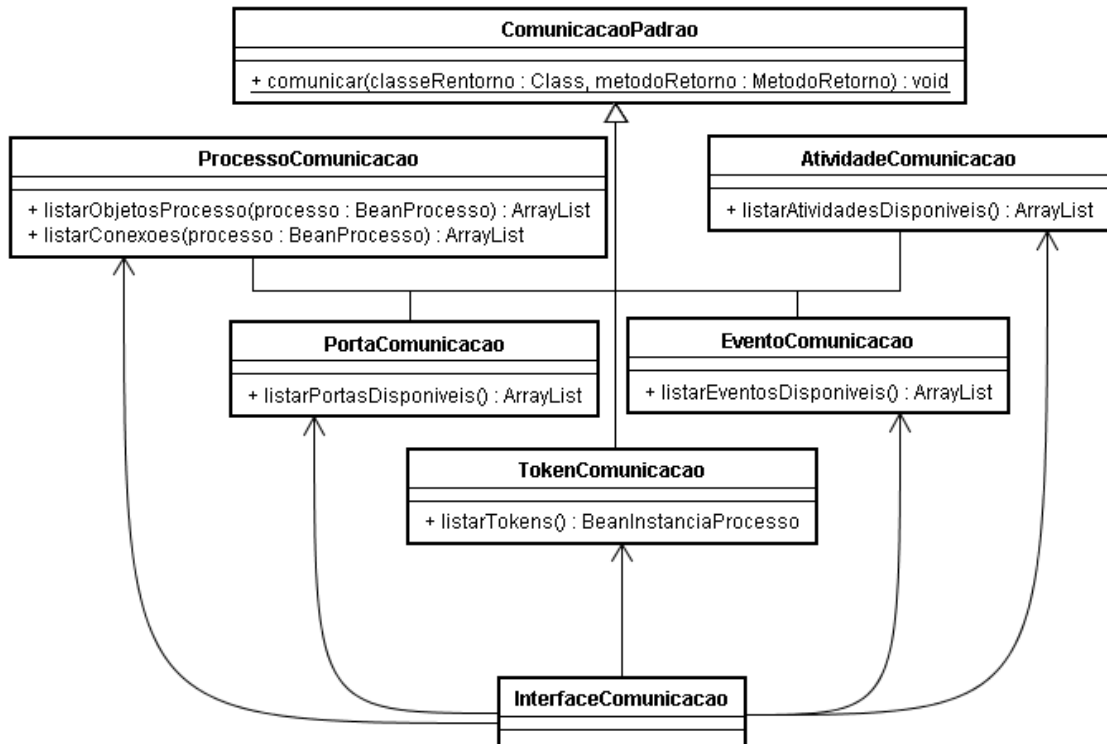 ComunicacaoPadrao
+ comunicar(classeRentorno : Class, metodoRetorno : MetodoRetorno) : void
ProcessoComunicacao
+ listarObjetosProcesso(processo : BeanProcesso) : ArrayList
+ listarConexoes(processo : BeanProcesso) : ArrayList
AtividadeComunicacao
+ listarAtividadesDisponiveis() : ArrayList
PortaComunicacao
+ listarPortasDisponiveis() : ArrayList
EventoComunicacao
+ listarEventosDisponiveis() : ArrayList
TokenComunicacao
+ listarTokens() : BeanInstanciaProcesso
InterfaceComunicacao